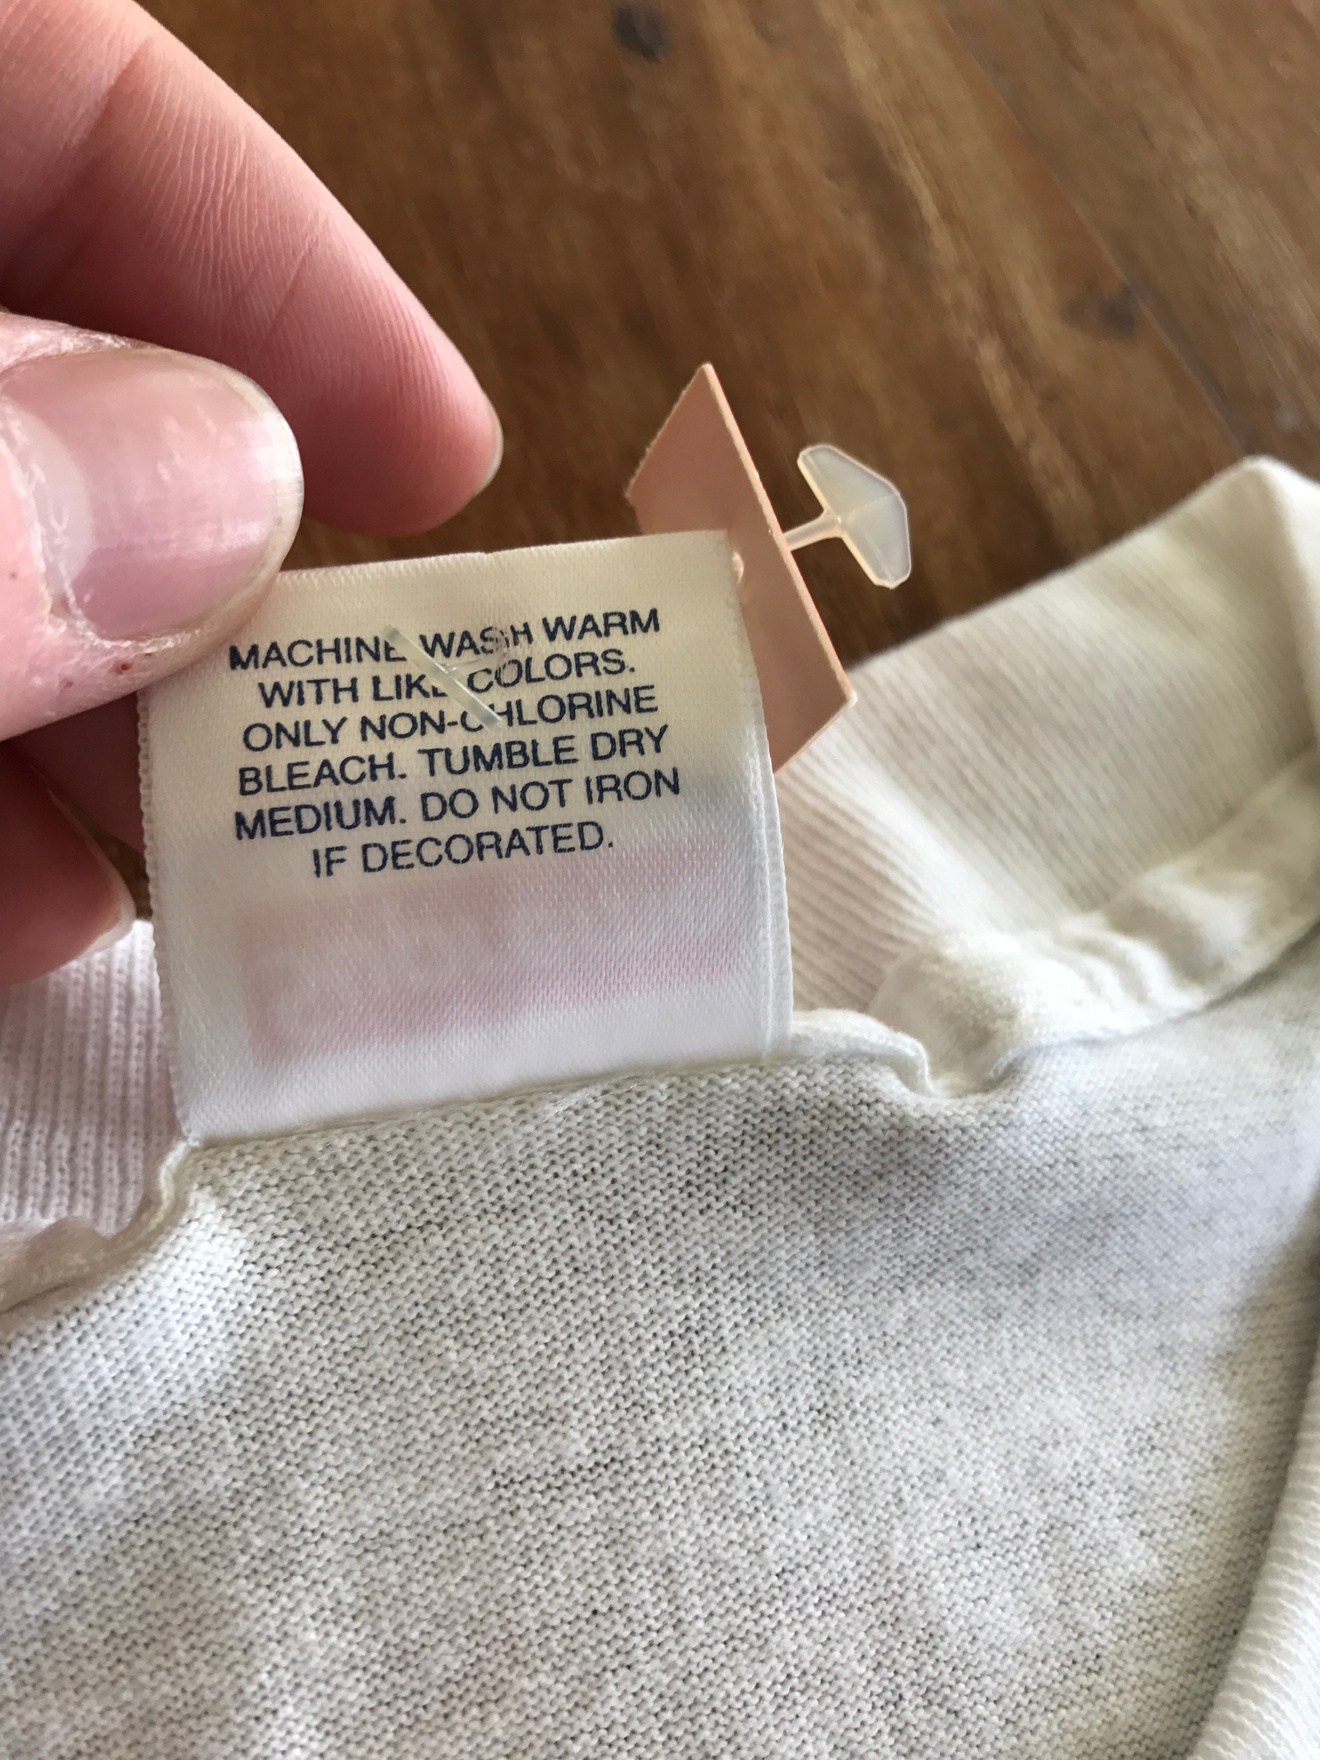 MACHINE WASH WARM
WITH LIKE COLORS.
ONLY NON-CHLORINE
BLEACH. TUMBLE DRY
MEDIUM. DO NOT IRON
IF DECORATED.